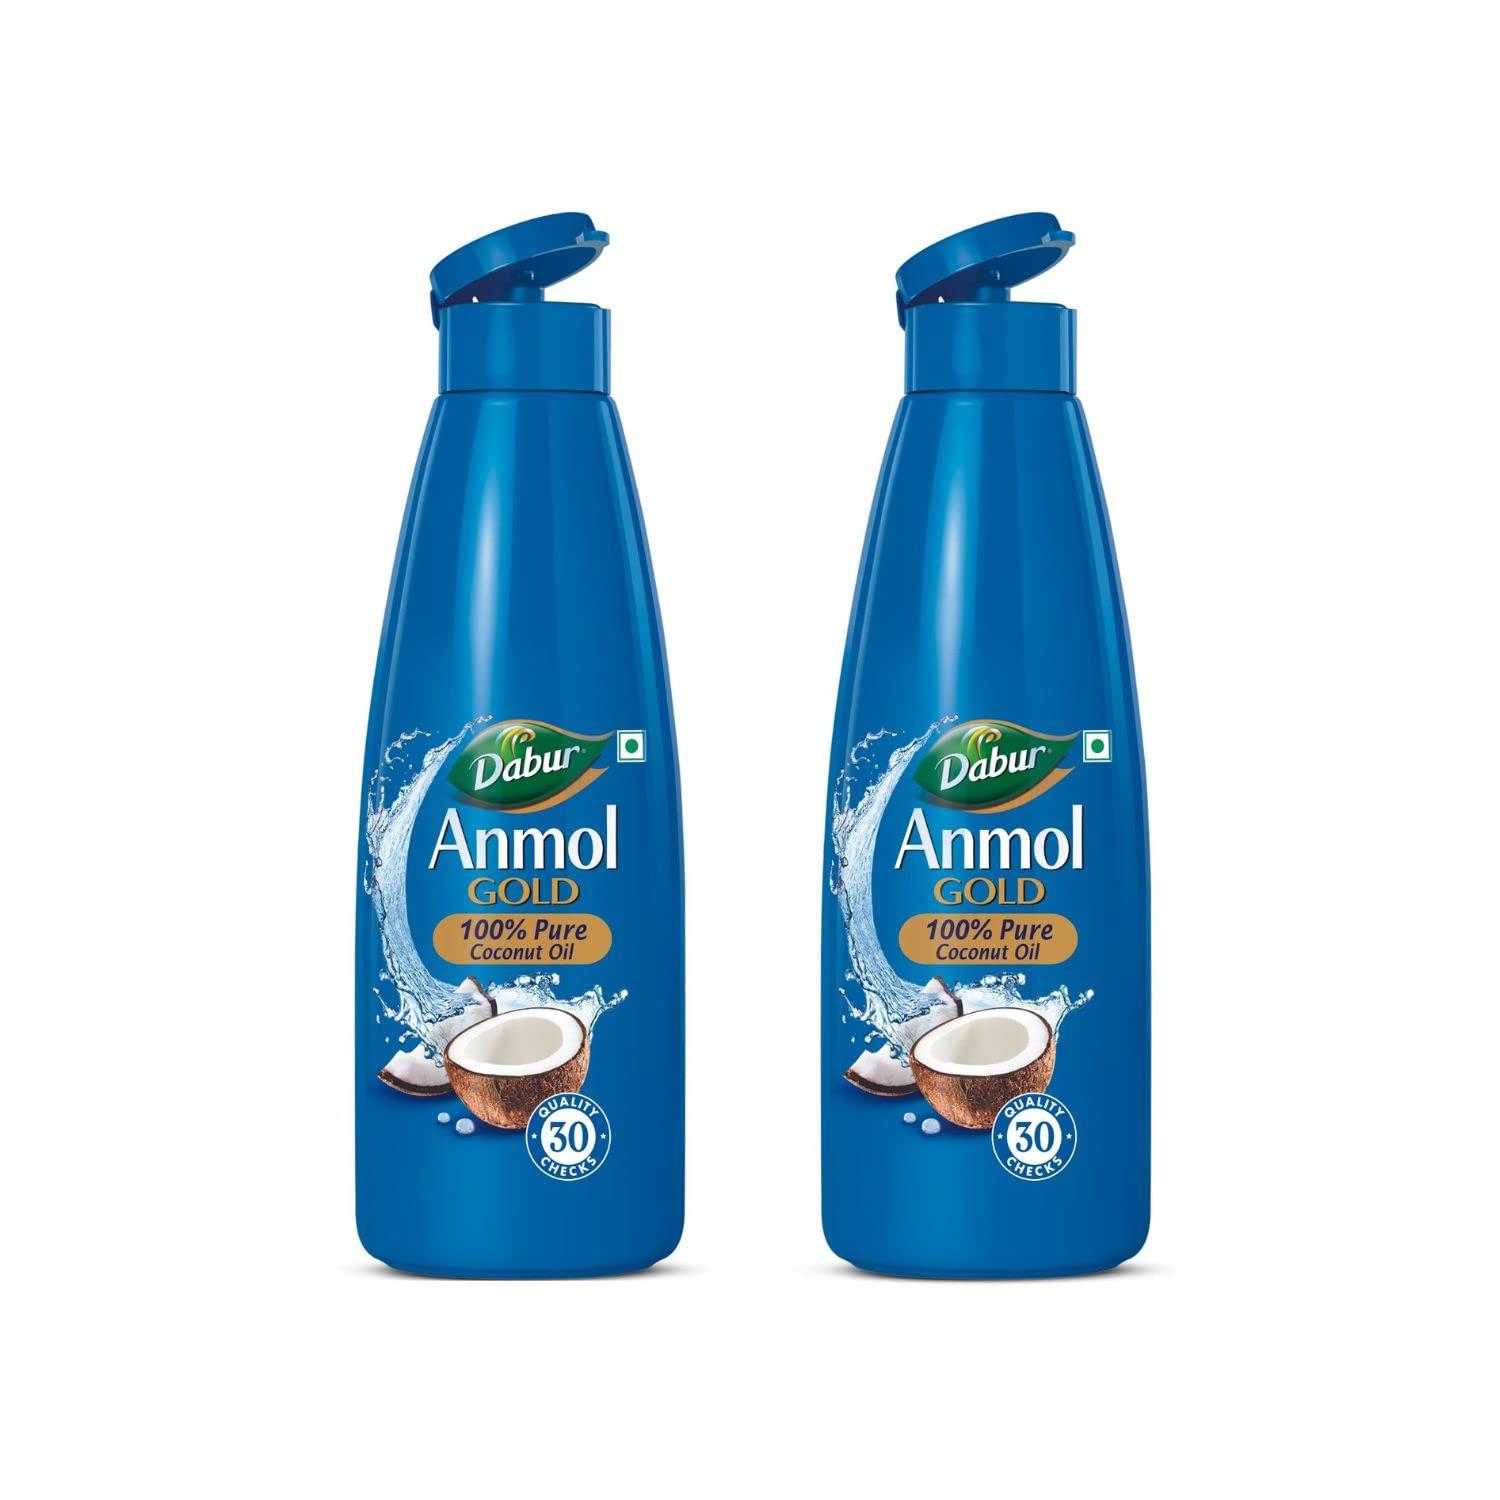 Dabur
Anmol
GOLD
100% Pure
Coconut Oil
QUALITY
30
CHECKS
Dabur
Anmol
GOLD
100% Pure
Coconut Oil
QUALITY
30
CHECKS